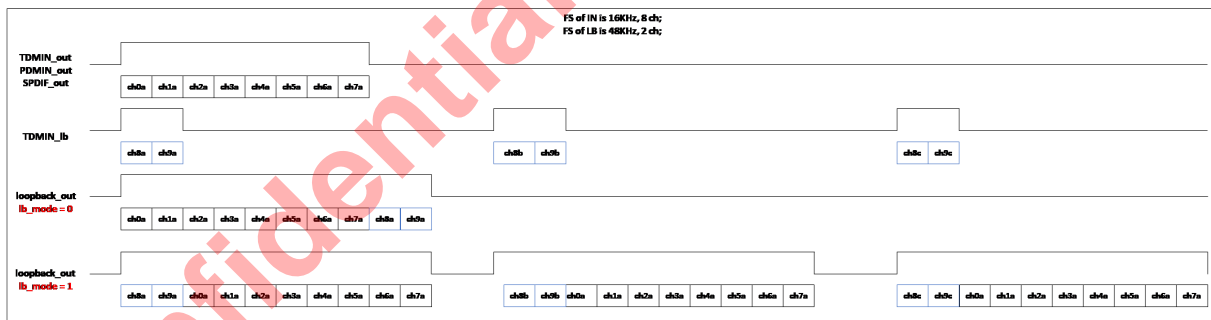 FS of IN is 16KHz, 8 ch;
FS of LB is 48KHz, 2 ch;
TDMIN_out
PDMIN_out
SPDIF_out
ch0a ch1a ch2a ch3a ch4a ch5a ch6a ch7a
TDMIN_lb
ch8a ch9a ch8b ch9b ch8c ch9c
loopback_out
lb_mode = 0
ch0a ch1a ch2a ch3a ch4a ch5a ch6a ch7a ch8a ch9a
loopback_out
lb_mode = 1
ch8a ch9a ch0a ch1a ch2a ch3a ch4a ch5a ch6a ch7a ch8b ch9b ch0a ch1a ch2a ch3a ch4a ch5a ch6a ch7a ch8c ch9c ch0a ch1a ch2a ch3a ch4a ch5a ch6a ch7a
nfidentia